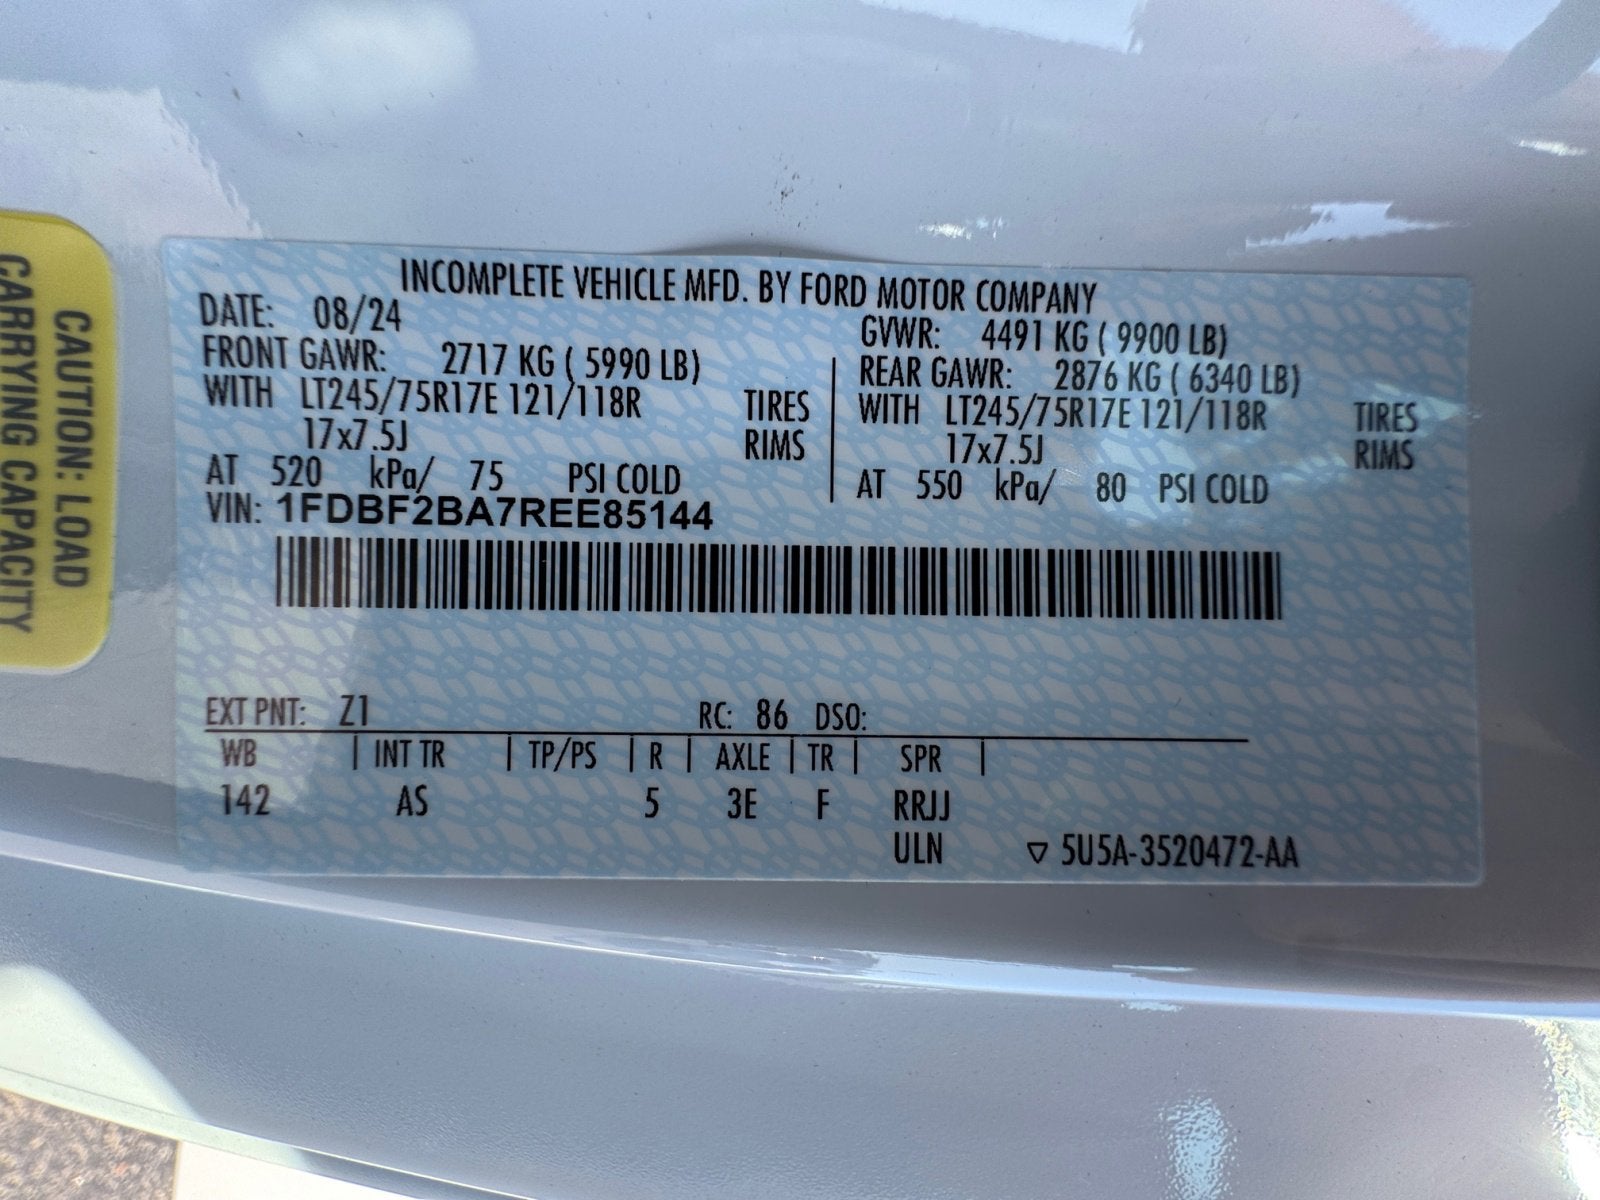 CAUTION: LOAD
CARRYING CAPACITY
INCOMPLETE VEHICLE MFD. BY FORD MOTOR COMPANY
DATE: 08/24 GVWR: 4491 KG ( 9900 LB)
FRONT GAWR: 2717 KG ( 5990 LB) REAR GAWR: 2876 KG ( 6340 LB)
WITH LT245/75R17E 121/118R TIRES WITH LT245/75R17E 121/118R TIRES
17x7.5J RIMS 17x7.5J RIMS
AT 520 kPa/ 75 PSI COLD AT 550 kPa/ 80 PSI COLD
VIN: 1FDBF2BA7REE85144
EXT PNT: Z1 RC: 86 DSO:
WB | INT TR | TP/PS | R | AXLE | TR | SPR |
142 AS 5 3E F RRJJ
ULN ▽ 5U5A-3520472-AA